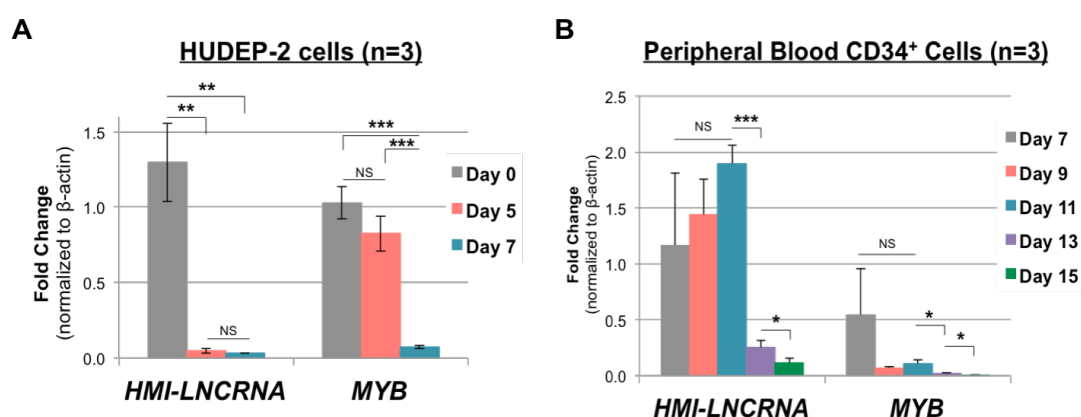 A
HUDEP-2 cells (n=3)
Fold Change
(normalized to β-actin)
1.5
1.0
0.5
0.0
**
**
NS
***
***
NS
HMI-LNCRNA
MYB
Day 0
Day 5
Day 7
B
Peripheral Blood CD34+ Cells (n=3)
Fold Change
(normalized to β-actin)
2.5
2.0
1.5
1.0
0.5
0.0
NS
***
*
NS
*
*
HMI-LNCRNA
MYB
Day 7
Day 9
Day 11
Day 13
Day 15